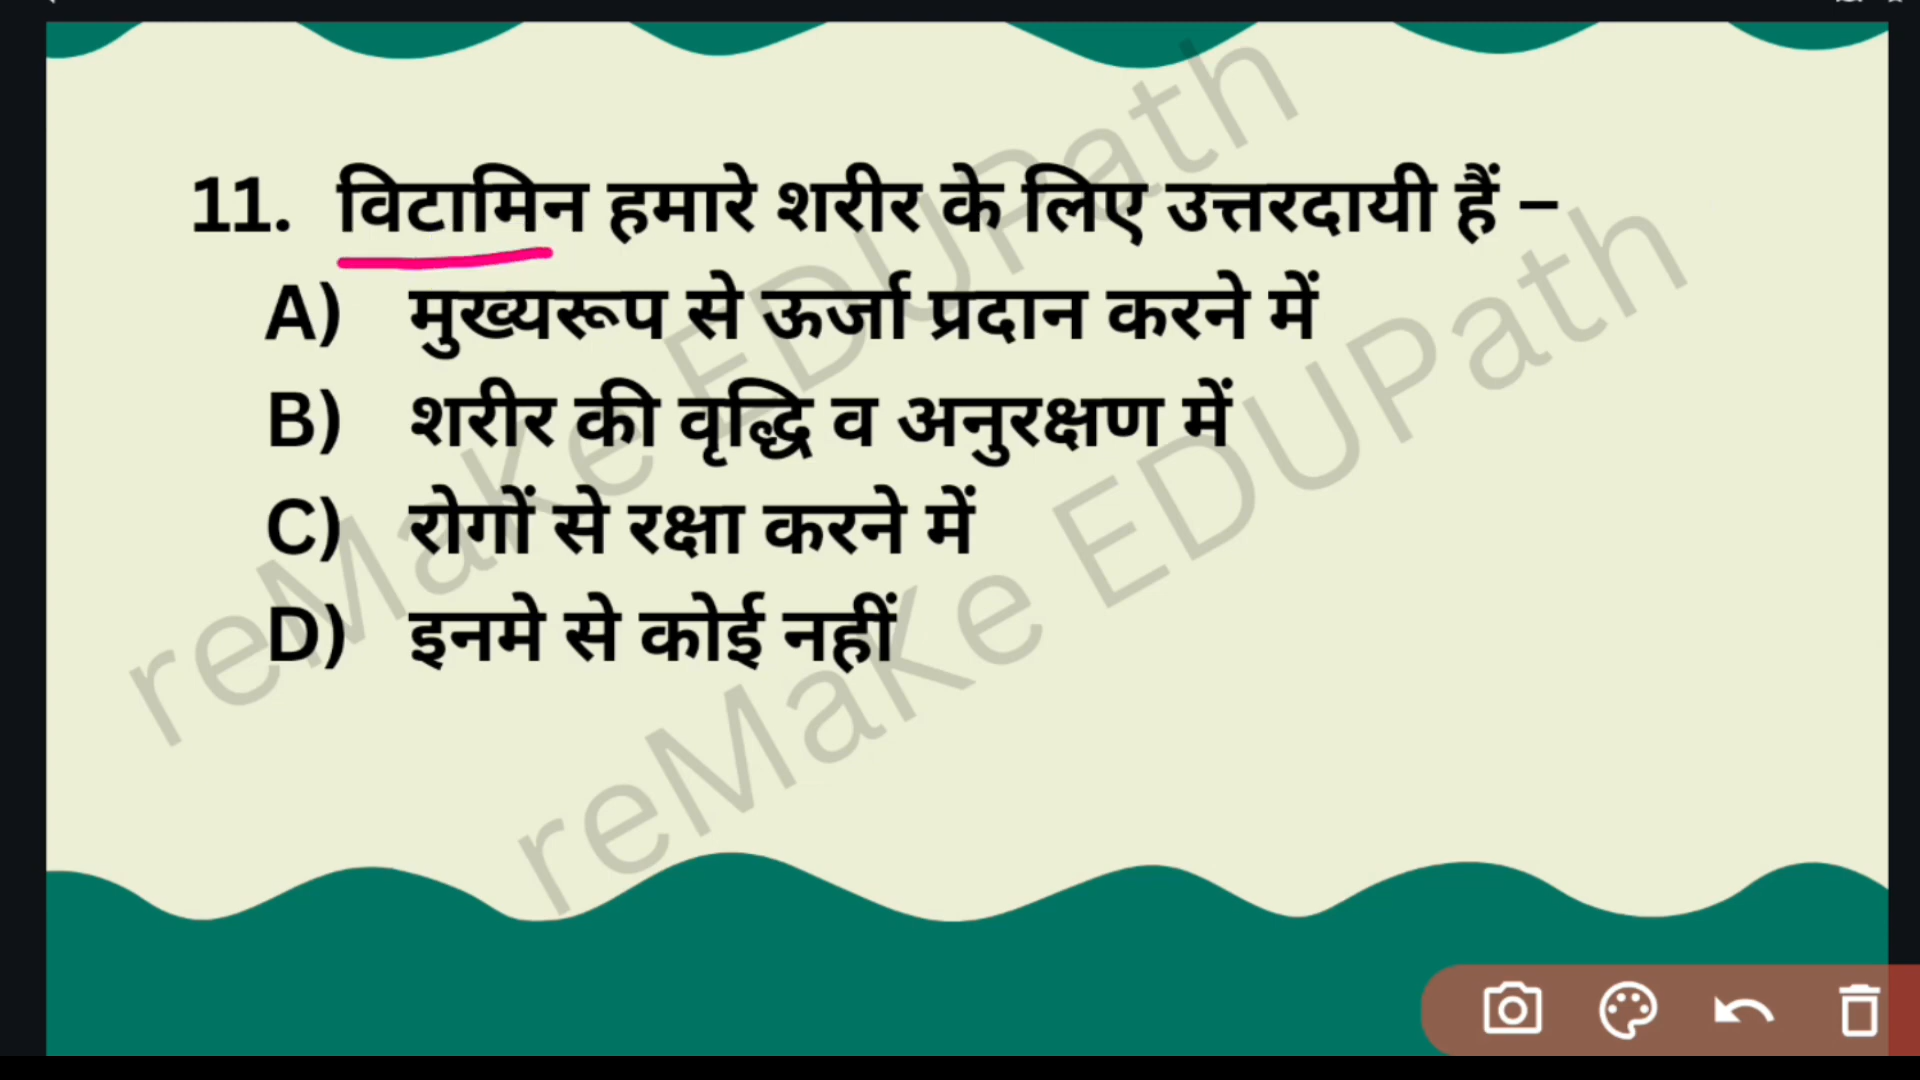 11. विटामिन हमारे शरीर के लिए उत्तरदायी हैं –
A) मुख्यरूप से ऊर्जा प्रदान करने में
B) शरीर की वृद्धि व अनुरक्षण में
C) रोगों से रक्षा करने में
D) इनमे से कोई नहीं
reMaKe EDUPath
reMaKe EDUPath